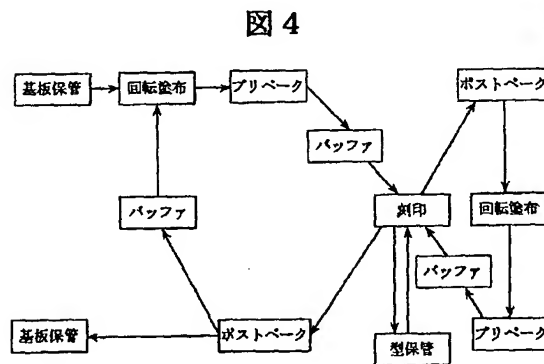 図4
基板保管
回転塗布
プリベーク
ポストベーク
バッファ
バッファ
刻印
回転塗布
バッファ
基板保管
ポストベーク
型保管
プリベーク